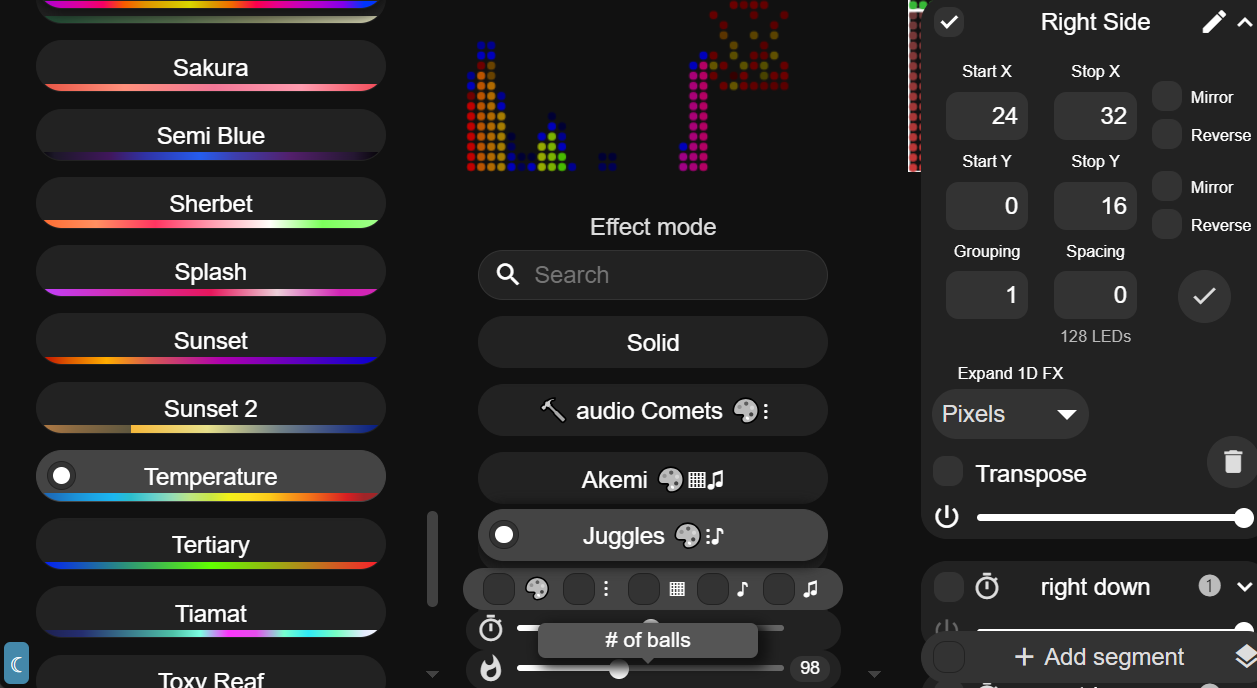 Sakura
Semi Blue
Sherbet
Splash
Sunset
Sunset 2
Temperature
Tertiary
Tiamat
Toxy Reaf
Effect mode
Search
Solid
audio Comets
Akemi
Juggles
# of balls
98
Right Side
Start X
Stop X
24
32
Mirror
Reverse
Start Y
Stop Y
0
16
Mirror
Reverse
Grouping
Spacing
1
0
128 LEDs
Expand 1D FX
Pixels
Transpose
right down
1
+ Add segment